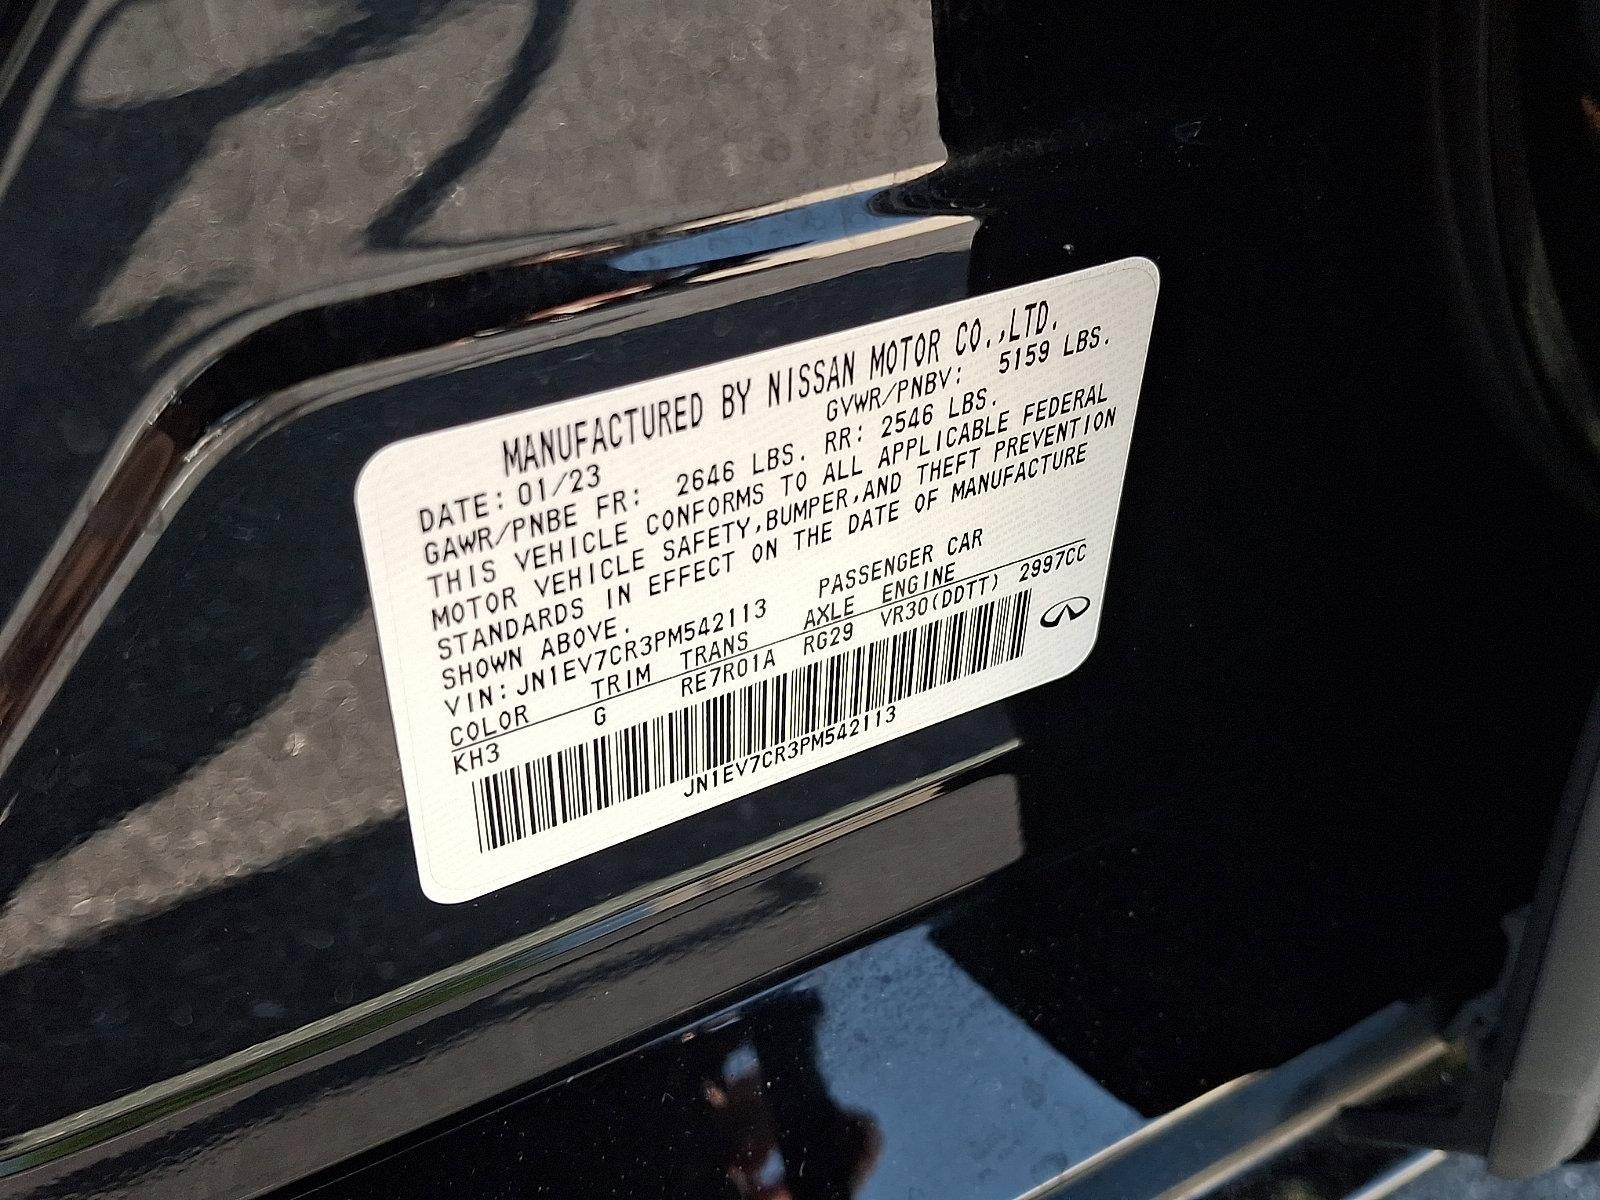 MANUFACTURED BY NISSAN MOTOR CO.,LTD.
DATE: 01/23 GVWR/PNBV: 5159 LBS.
GAWR/PNBE FR: 2646 LBS. RR: 2546 LBS.
THIS VEHICLE CONFORMS TO ALL APPLICABLE FEDERAL
MOTOR VEHICLE SAFETY,BUMPER,AND THEFT PREVENTION
STANDARDS IN EFFECT ON THE DATE OF MANUFACTURE
SHOWN ABOVE.
VIN: JN1EV7CR3PM542113 PASSENGER CAR
COLOR TRIM TRANS AXLE ENGINE
KH3 G RE7R01A RG29 VR30(DDTT) 2997CC
JN1EV7CR3PM542113